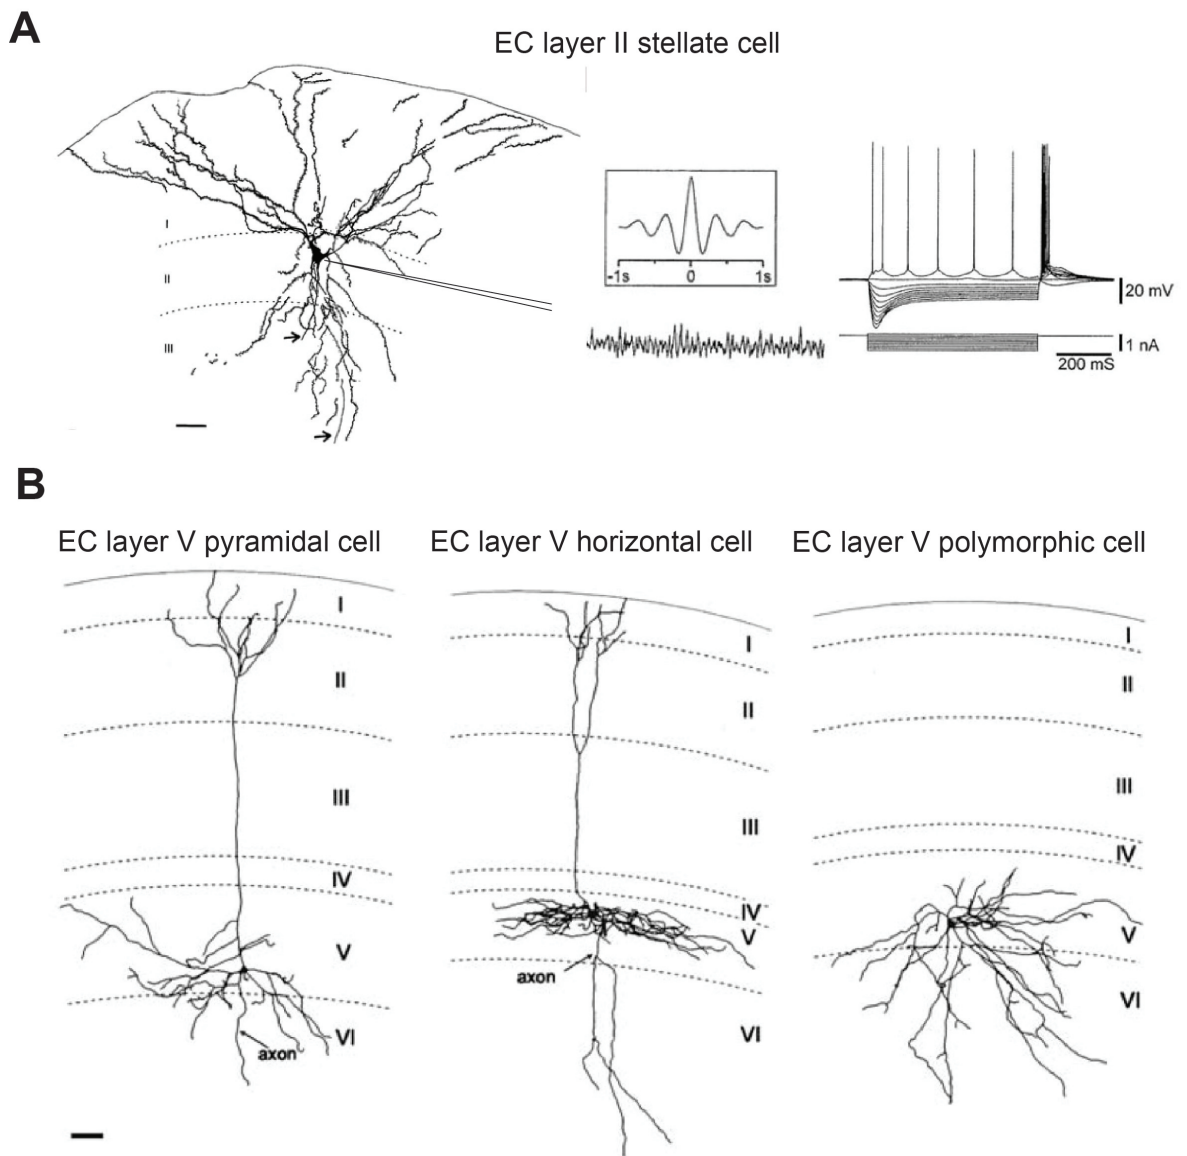 A
EC layer II stellate cell
I
II
III
-1s 0 1s
20 mV
1 nA
200 mS
B
EC layer V pyramidal cell
I
II
III
IV
V
VI
axon
EC layer V horizontal cell
I
II
III
IV
V
axon
VI
EC layer V polymorphic cell
I
II
III
IV
V
VI